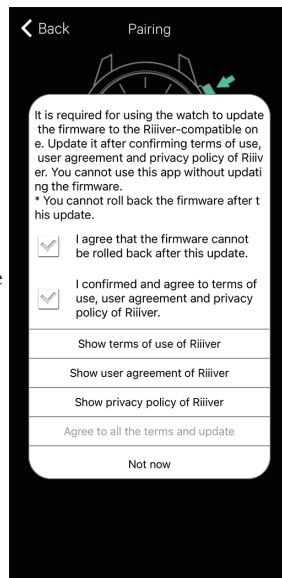 Back Pairing
It is required for using the watch to update
the firmware to the Riiiver-compatible on
e. Update it after confirming terms of use,
user agreement and privacy policy of Riiiv
er. You cannot use this app without updati
ng the firmware.
* You cannot roll back the firmware after t
his update.
I agree that the firmware cannot
be rolled back after this update.
I confirmed and agree to terms of
use, user agreement and privacy
policy of Riiiver.
Show terms of use of Riiiver
Show user agreement of Riiiver
Show privacy policy of Riiiver
Agree to all the terms and update
Not now